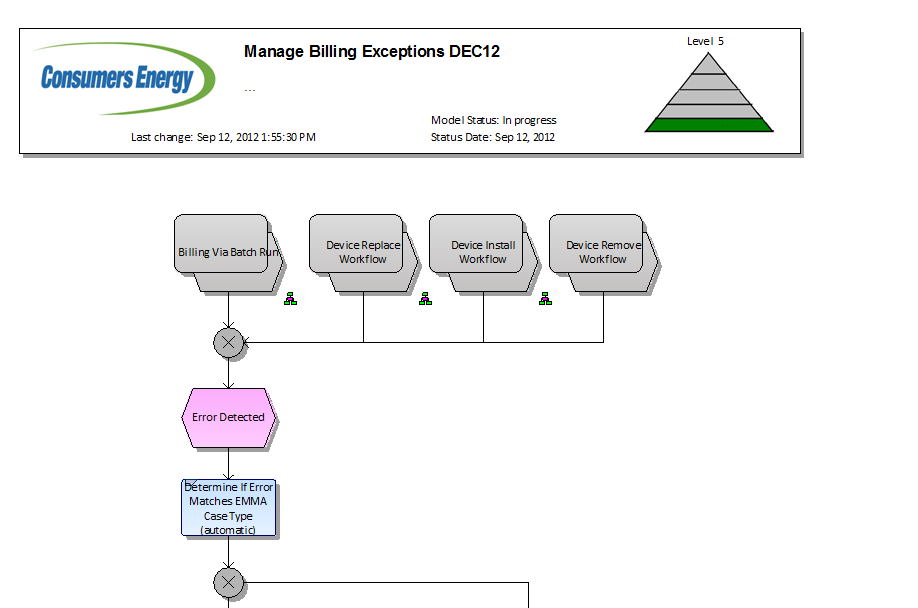 Consumers Energy
Manage Billing Exceptions DEC12
...
Last change: Sep 12, 2012 1:55:30 PM
Model Status: In progress
Status Date: Sep 12, 2012
Level 5
Billing Via Batch Run
Device Replace
Workflow
Device Install
Workflow
Device Remove
Workflow
Error Detected
Determine If Error
Matches EMMA
Case Type
(automatic)